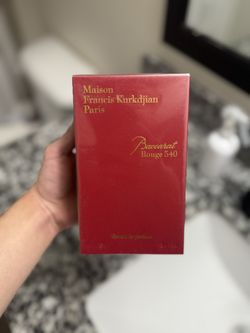 Maison
Francis Kurkdjian
Paris
Baccarat
Rouge 540